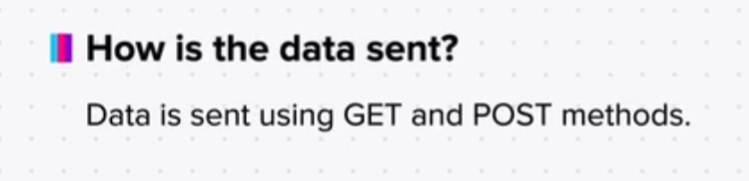 How is the data sent?
Data is sent using GET and POST methods.